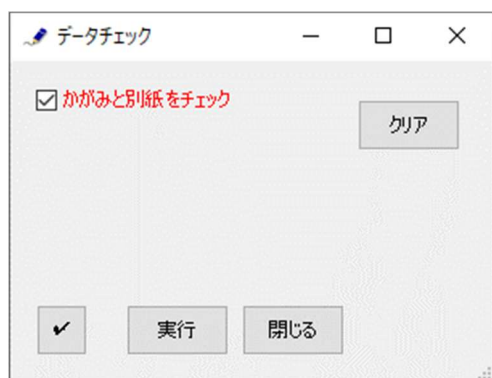 データチェック
かがみと別紙をチェック
クリア
✔
実行
閉じる